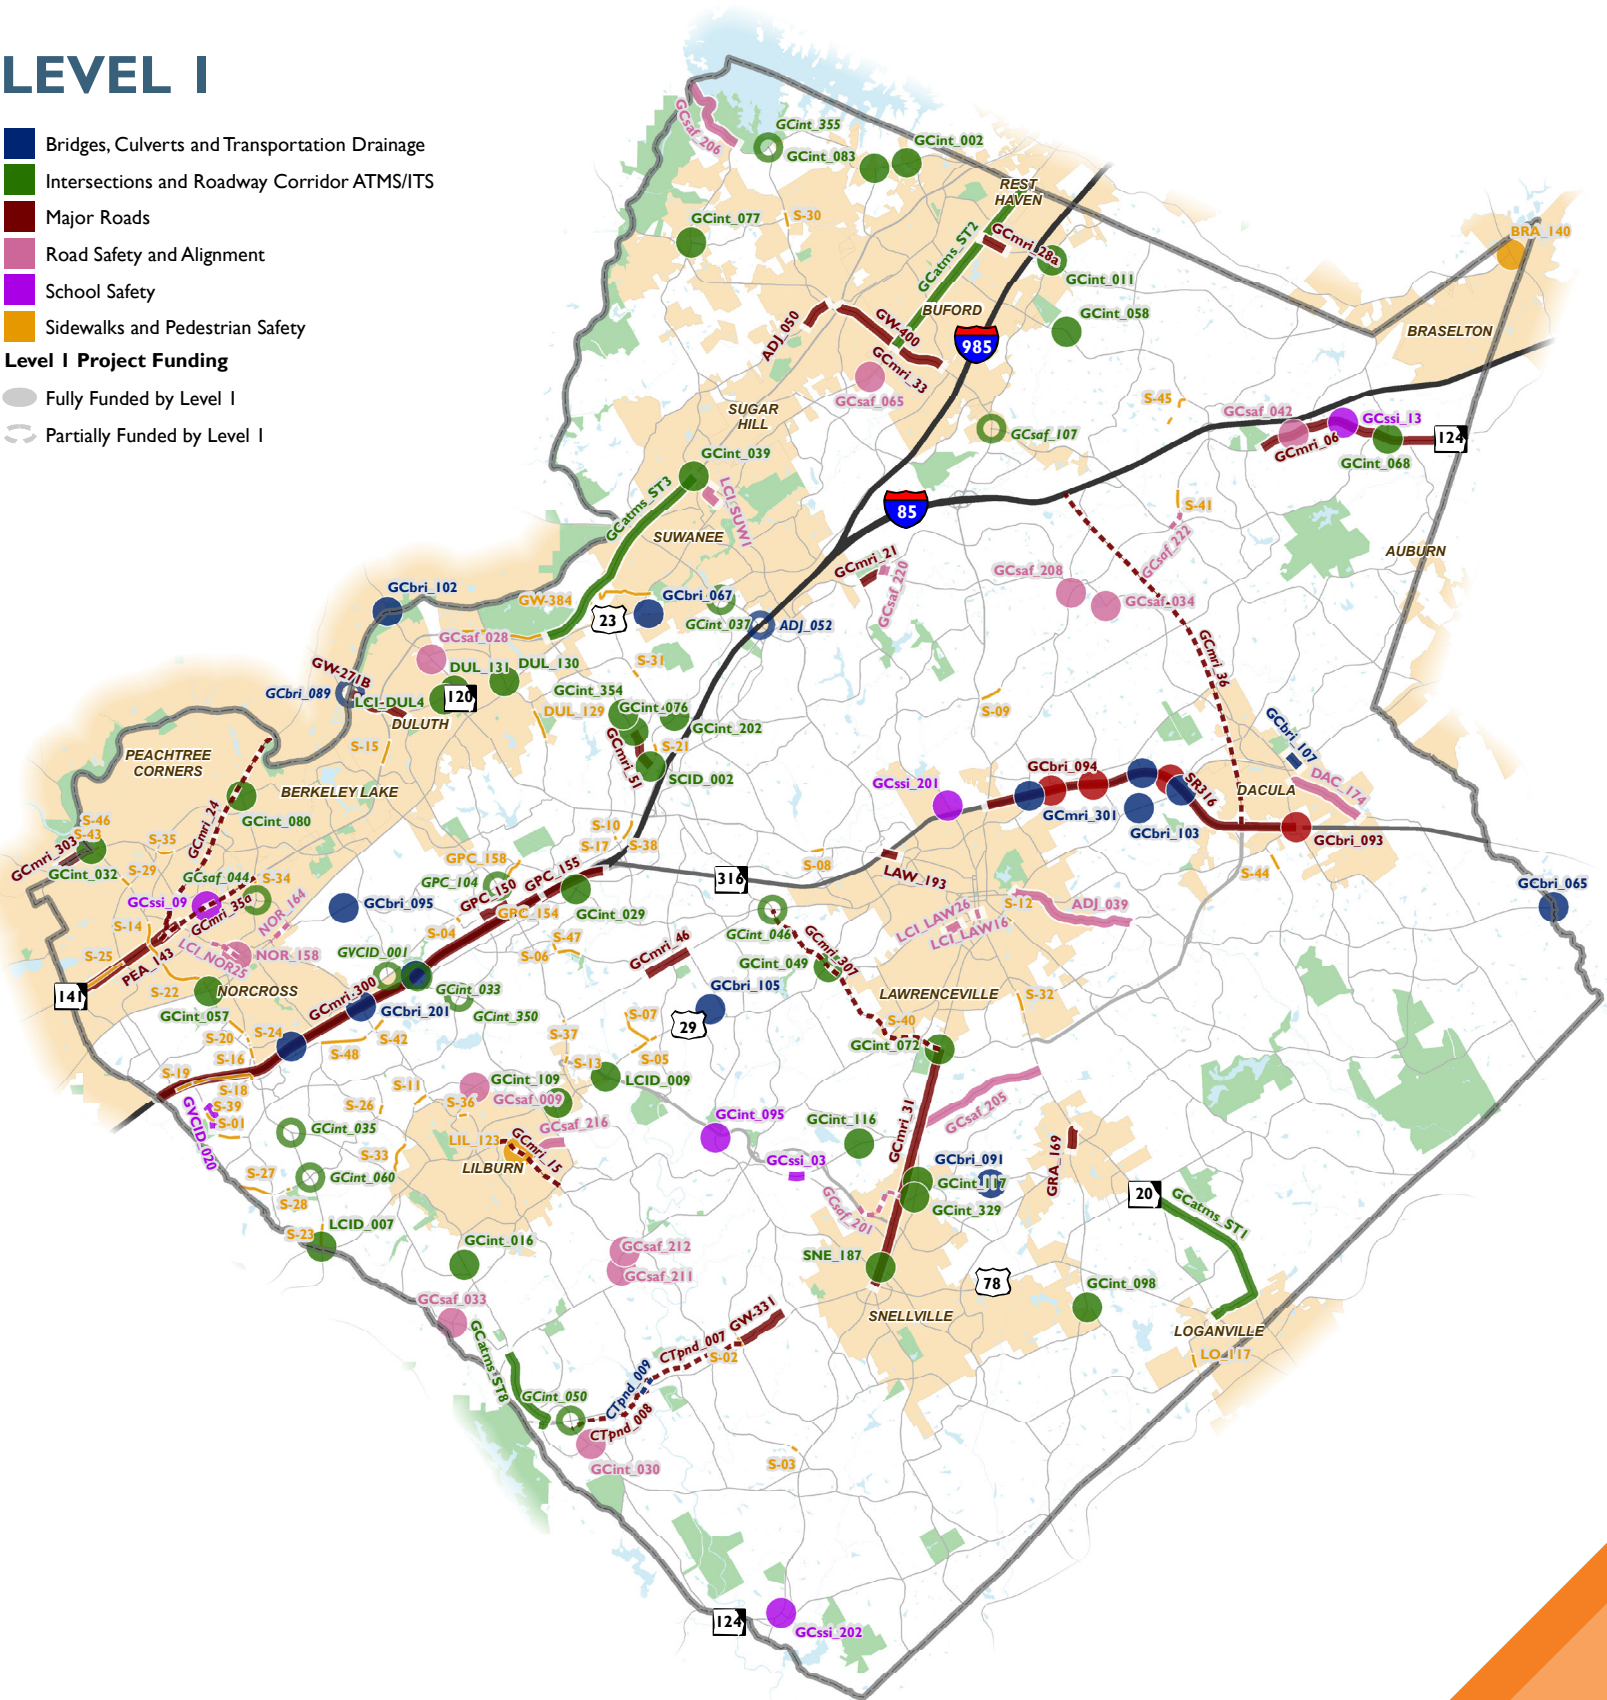 LEVEL 1
Bridges, Culverts and Transportation Drainage
Intersections and Roadway Corridor ATMS/ITS
Major Roads
Road Safety and Alignment
School Safety
Sidewalks and Pedestrian Safety
Level 1 Project Funding
Fully Funded by Level 1
Partially Funded by Level 1
GCsaf_206
GCint_355
GCint_083
GCint_002
REST
HAVEN
GCint_077
S-30
GCatms_ST2
GCmri_28a
GCint_011
BRA_140
GCint_058
BUFORD
ADJ_050
GW-400
GCmri_33
985
BRASELTON
GCsaf_065
SUGAR
HILL
S-45
GCsaf_042
GCssi_13
GCmri_06
124
GCint_068
GCsaf_107
GCint_039
GCatms_ST3
LCI_SUW1
85
S-41
SUWANEE
GCsaf_222
AUBURN
GCmri_21
GCsaf_220
GCsaf_208
GCsaf_034
GCbri_102
GW-384
23
GCbri_067
GCint_037
ADJ_052
GCsaf_028
GW-271B
DUL_131
DUL_130
S-31
GCmri_36
GCbri_089
LCI-DUL4
120
DULUTH
GCint_354
DUL_129
GCint_076
GCint_202
S-09
GCbri_107
S-15
S-21
GCmri_51
SCID_002
PEACHTREE
CORNERS
BERKELEY LAKE
GCbri_094
GCssi_201
SR316
DACULA
DAC_174
GCmri_301
GCbri_103
GCbri_093
GCmri_24
GCint_080
S-46
S-43
S-35
GCmri_303
GCint_032
S-29
GCsaf_044
S-34
S-10
S-17
S-38
GPC_158
GPC_155
GPC_104
GPC_150
GPC_154
GCint_029
316
S-08
LAW_193
S-44
GCbri_065
GCssi_09
GCmri_35a
NOR_164
GCbri_095
S-14
S-25
PEA_143
LCI_NOR25
NOR_158
S-04
S-47
S-06
GCmri_46
GCint_046
GCmri_307
GCint_049
S-12
ADJ_039
LCI_LAW26
LCI_LAW16
GVCID_001
141
S-22
NORCROSS
GCint_057
GCmri_300
GCint_033
GCint_350
GCbri_201
GCbri_105
29
LAWRENCEVILLE
S-32
S-40
GCint_072
S-24
S-20
S-16
S-48
S-42
S-37
S-07
S-05
S-13
LCID_009
S-19
S-18
S-39
S-01
GVCID_020
S-11
S-26
S-36
GCint_109
GCsaf_009
GCsaf_216
GCint_035
S-33
LIL_123
GCmri_15
LILBURN
GCint_095
GCint_116
GCssi_03
GCmri_31
GCsaf_205
GRA_169
GCbri_091
GCint_117
GCint_329
GCsaf_201
20
GCatms_ST1
S-27
S-28
GCint_060
S-23
LCID_007
GCint_016
GCsaf_212
GCsaf_211
SNE_187
78
GCint_098
SNELLVILLE
LOGANVILLE
LO_117
GCsaf_033
GCatms_ST8
GW-331
CTpnd_007
S-02
CTpnd_009
GCint_050
CTpnd_008
GCint_030
S-03
124
GCssi_202